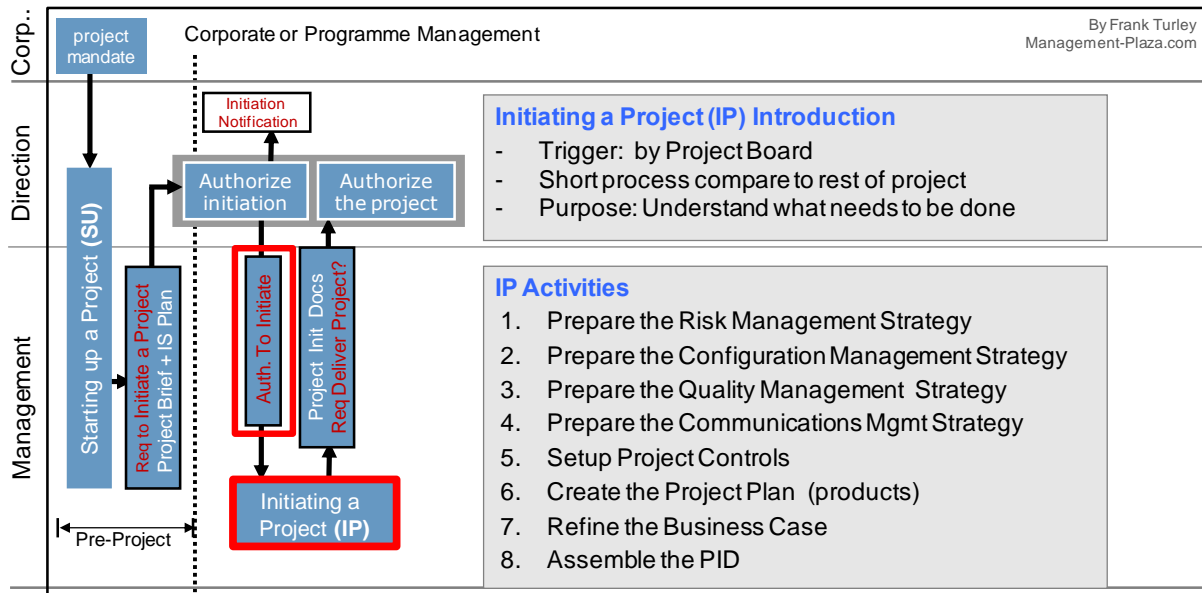 Corp..
project
mandate
Corporate or Programme Management
By Frank Turley
Management-Plaza.com
Direction
Initiation
Notification
Authorize
initiation
Authorize
the project
Initiating a Project (IP) Introduction
- Trigger: by Project Board
- Short process compare to rest of project
- Purpose: Understand what needs to be done
Management
Starting up a Project (SU)
Req to Initiate a Project
Project Brief + IS Plan
Auth. To Initiate
Project Init Docs
Req Deliver Project?
Initiating a
Project (IP)
Pre-Project
IP Activities
1. Prepare the Risk Management Strategy
2. Prepare the Configuration Management Strategy
3. Prepare the Quality Management Strategy
4. Prepare the Communications Mgmt Strategy
5. Setup Project Controls
6. Create the Project Plan (products)
7. Refine the Business Case
8. Assemble the PID